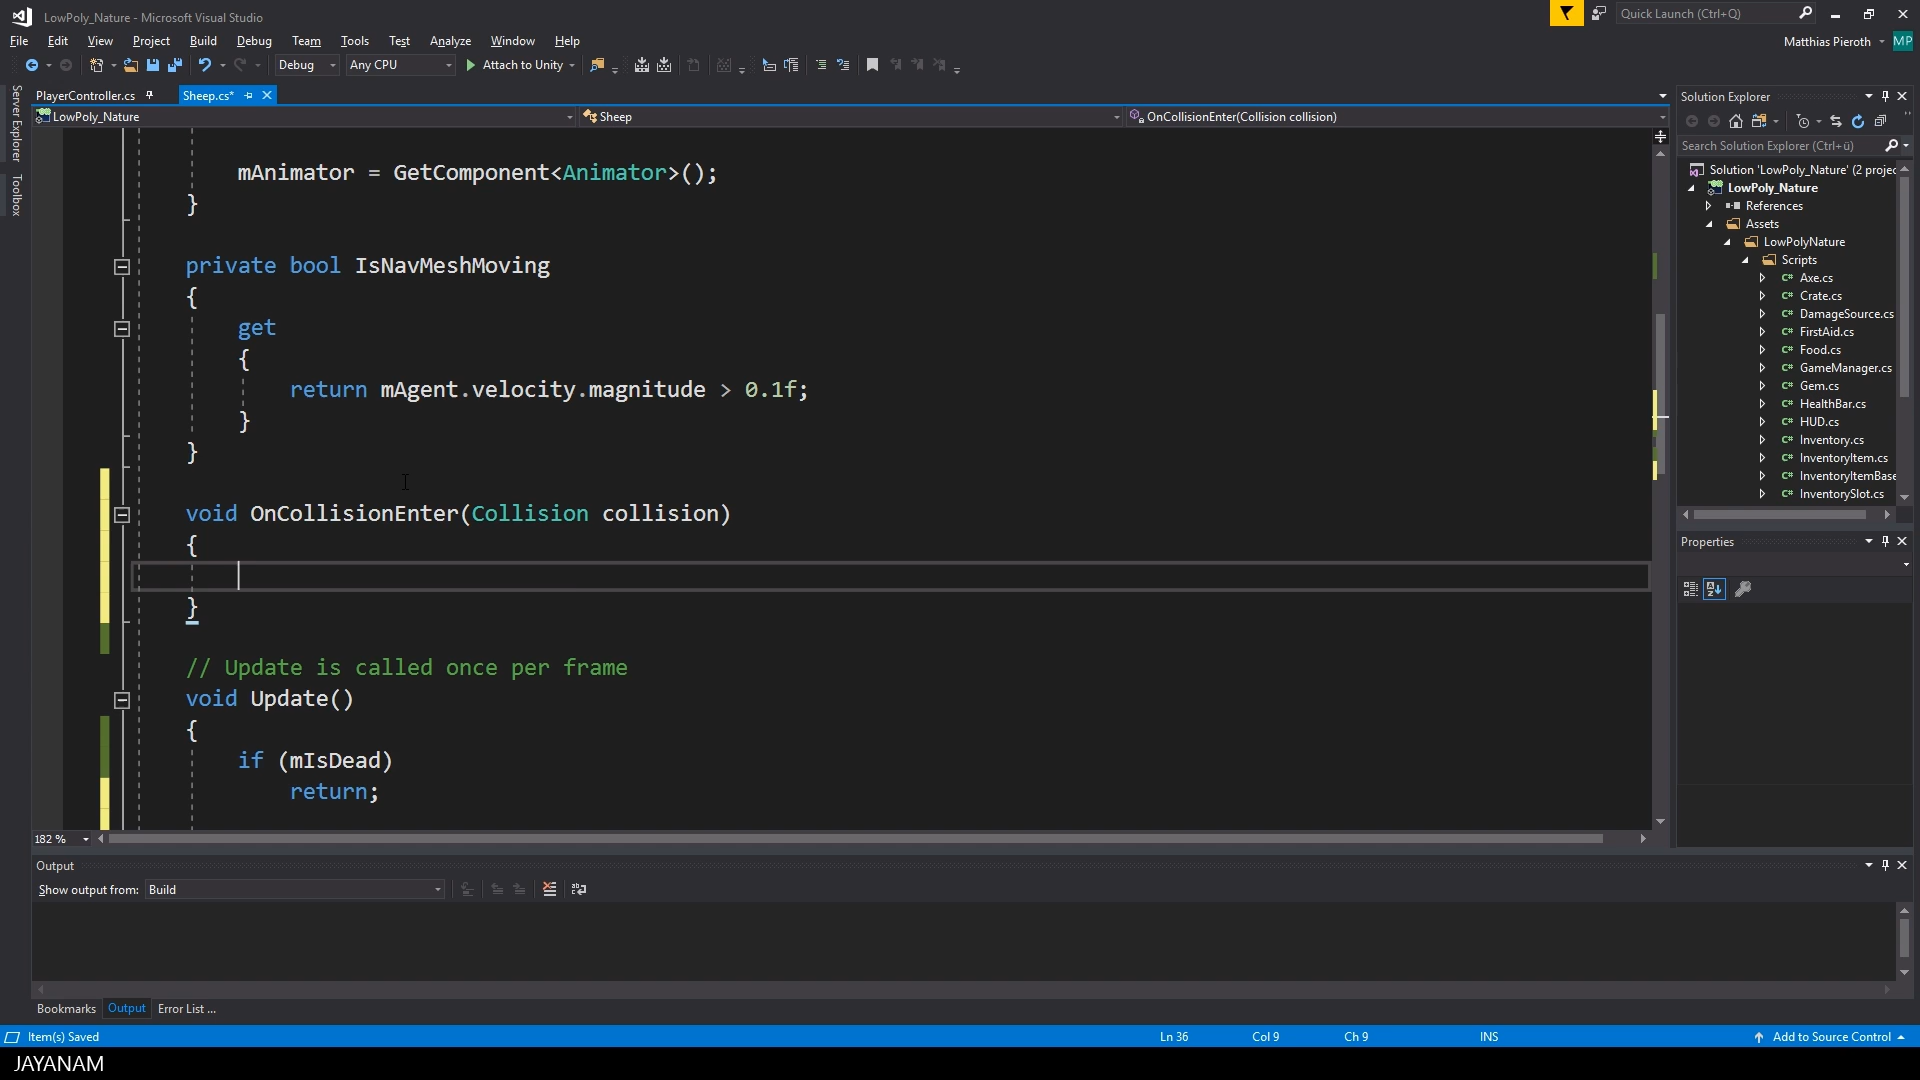 LowPoly_Nature - Microsoft Visual Studio
Quick Launch (Ctrl+Q)
File Edit View Project Build Debug Team Tools Test Analyze Window Help
Matthias Pieroth MP
Debug Any CPU Attach to Unity
Server Explorer
Toolbox
PlayerController.cs Sheep.cs*
LowPoly_Nature Sheep OnCollisionEnter(Collision collision)
mAnimator = GetComponent<Animator>();
}
private bool IsNavMeshMoving
{
get
{
return mAgent.velocity.magnitude > 0.1f;
}
}
void OnCollisionEnter(Collision collision)
{
}
// Update is called once per frame
void Update()
{
if (mIsDead)
return;
182 %
Solution Explorer
Search Solution Explorer (Ctrl+ü)
Solution 'LowPoly_Nature' (2 projec
LowPoly_Nature
References
Assets
LowPolyNature
Scripts
C# Axe.cs
C# Crate.cs
C# DamageSource.cs
C# FirstAid.cs
C# Food.cs
C# GameManager.cs
C# Gem.cs
C# HealthBar.cs
C# HUD.cs
C# Inventory.cs
C# InventoryItem.cs
C# InventoryItemBase
C# InventorySlot.cs
Properties
Output
Show output from: Build
Bookmarks Output Error List ...
Item(s) Saved Ln 36 Col 9 Ch 9 INS Add to Source Control
JAYANAM